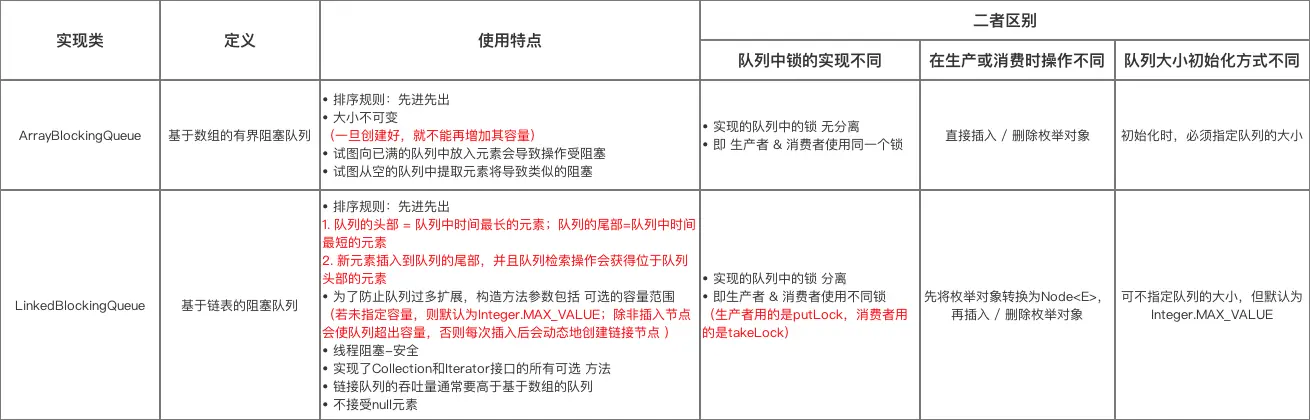 实现类
定义
使用特点
二者区别
队列中锁的实现不同
在生产或消费时操作不同
队列大小初始化方式不同
ArrayBlockingQueue
基于数组的有界阻塞队列
• 排序规则：先进先出
• 大小不可变
（一旦创建好，就不能再增加其容量）
• 试图向已满的队列中放入元素会导致操作受阻塞
• 试图从空的队列中提取元素将导致类似的阻塞
• 实现的队列中的锁 无分离
• 即 生产者 & 消费者使用同一个锁
直接插入 / 删除枚举对象
初始化时，必须指定队列的大小
LinkedBlockingQueue
基于链表的阻塞队列
• 排序规则：先进先出
1. 队列的头部 = 队列中时间最长的元素；队列的尾部=队列中时间
最短的元素
2. 新元素插入到队列的尾部，并且队列检索操作会获得位于队列
头部的元素
• 为了防止队列过多扩展，构造方法参数包括 可选的容量范围
（若未指定容量，则默认为Integer.MAX_VALUE；除非插入节点
会使队列超出容量，否则每次插入后会动态地创建链接节点 ）
• 线程阻塞-安全
• 实现了Collection和Iterator接口的所有可选 方法
• 链接队列的吞吐量通常要高于基于数组的队列
• 不接受null元素
• 实现的队列中的锁 分离
• 即生产者 & 消费者使用不同锁
（生产者用的是putLock，消费者用
的是takeLock）
先将枚举对象转换为Node<E>，
再插入 / 删除枚举对象
可不指定队列的大小，但默认为
Integer.MAX_VALUE